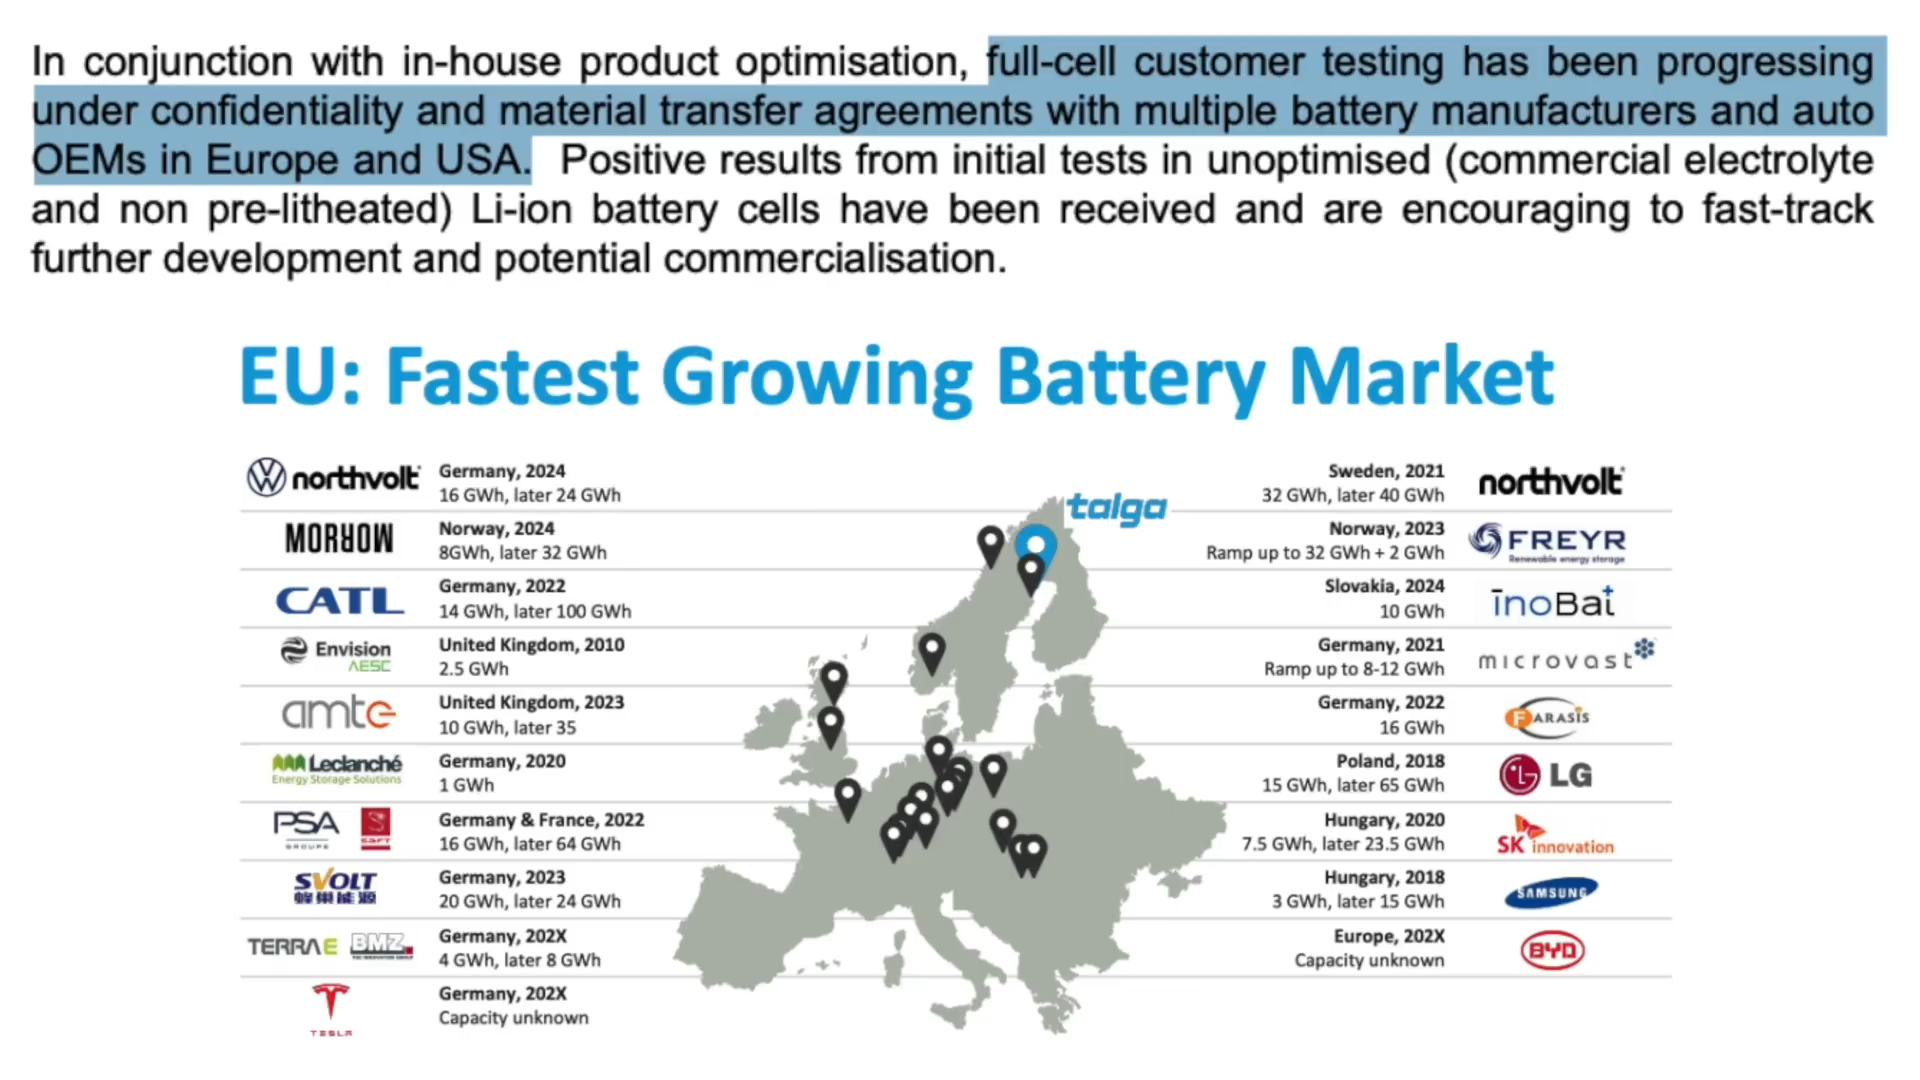 In conjunction with in-house product optimisation, full-cell customer testing has been progressing
under confidentiality and material transfer agreements with multiple battery manufacturers and auto
OEMs in Europe and USA. Positive results from initial tests in unoptimised (commercial electrolyte
and non pre-litheated) Li-ion battery cells have been received and are encouraging to fast-track
further development and potential commercialisation.
EU: Fastest Growing Battery Market
talga
northvolt
Germany, 2024
16 GWh, later 24 GWh
MORROW
Norway, 2024
8GWh, later 32 GWh
CATL
Germany, 2022
14 GWh, later 100 GWh
Envision
AESC
United Kingdom, 2010
2.5 GWh
amte
United Kingdom, 2023
10 GWh, later 35
Leclanché
Energy Storage Solutions
Germany, 2020
1 GWh
PSA
GROUPE
SAFT
Germany & France, 2022
16 GWh, later 64 GWh
SVOLT
蜂巢能源
Germany, 2023
20 GWh, later 24 GWh
TERRAE
BMZ
Germany, 202X
4 GWh, later 8 GWh
TESLA
Germany, 202X
Capacity unknown
Sweden, 2021
32 GWh, later 40 GWh
northvolt
Norway, 2023
Ramp up to 32 GWh + 2 GWh
FREYR
Renewable energy storage
Slovakia, 2024
10 GWh
inoBat
Germany, 2021
Ramp up to 8-12 GWh
microvast
Germany, 2022
16 GWh
FARASIS
Poland, 2018
15 GWh, later 65 GWh
LG
Hungary, 2020
7.5 GWh, later 23.5 GWh
SK innovation
Hungary, 2018
3 GWh, later 15 GWh
SAMSUNG
Europe, 202X
Capacity unknown
BYD